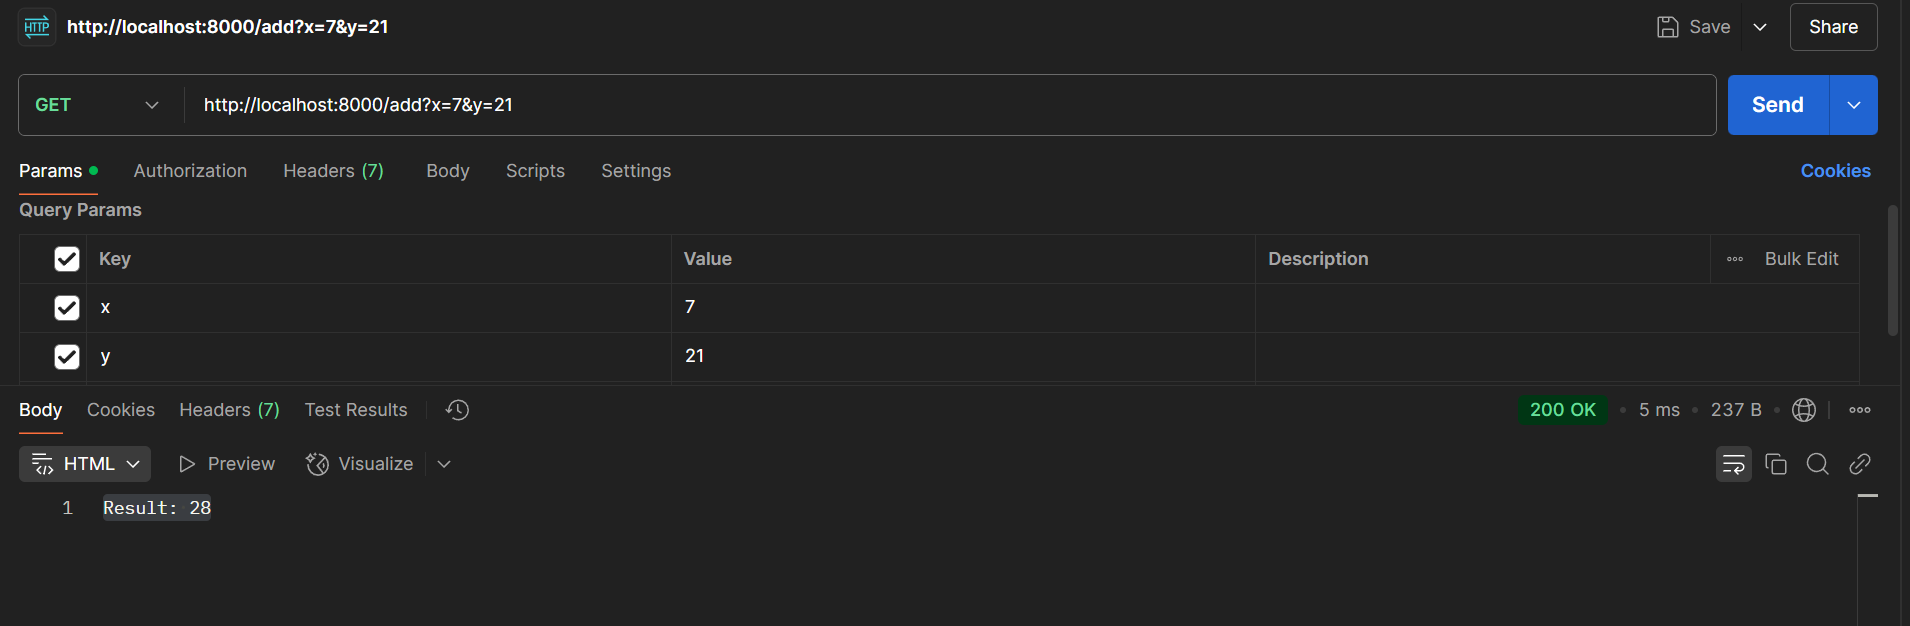 HTTP http://localhost:8000/add?x=7&y=21 Save Share
GET http://localhost:8000/add?x=7&y=21 Send
Params Authorization Headers (7) Body Scripts Settings Cookies
Query Params
Key Value Description Bulk Edit
x 7
y 21
Body Cookies Headers (7) Test Results 200 OK 5 ms 237 B
HTML Preview Visualize
1 Result: 28